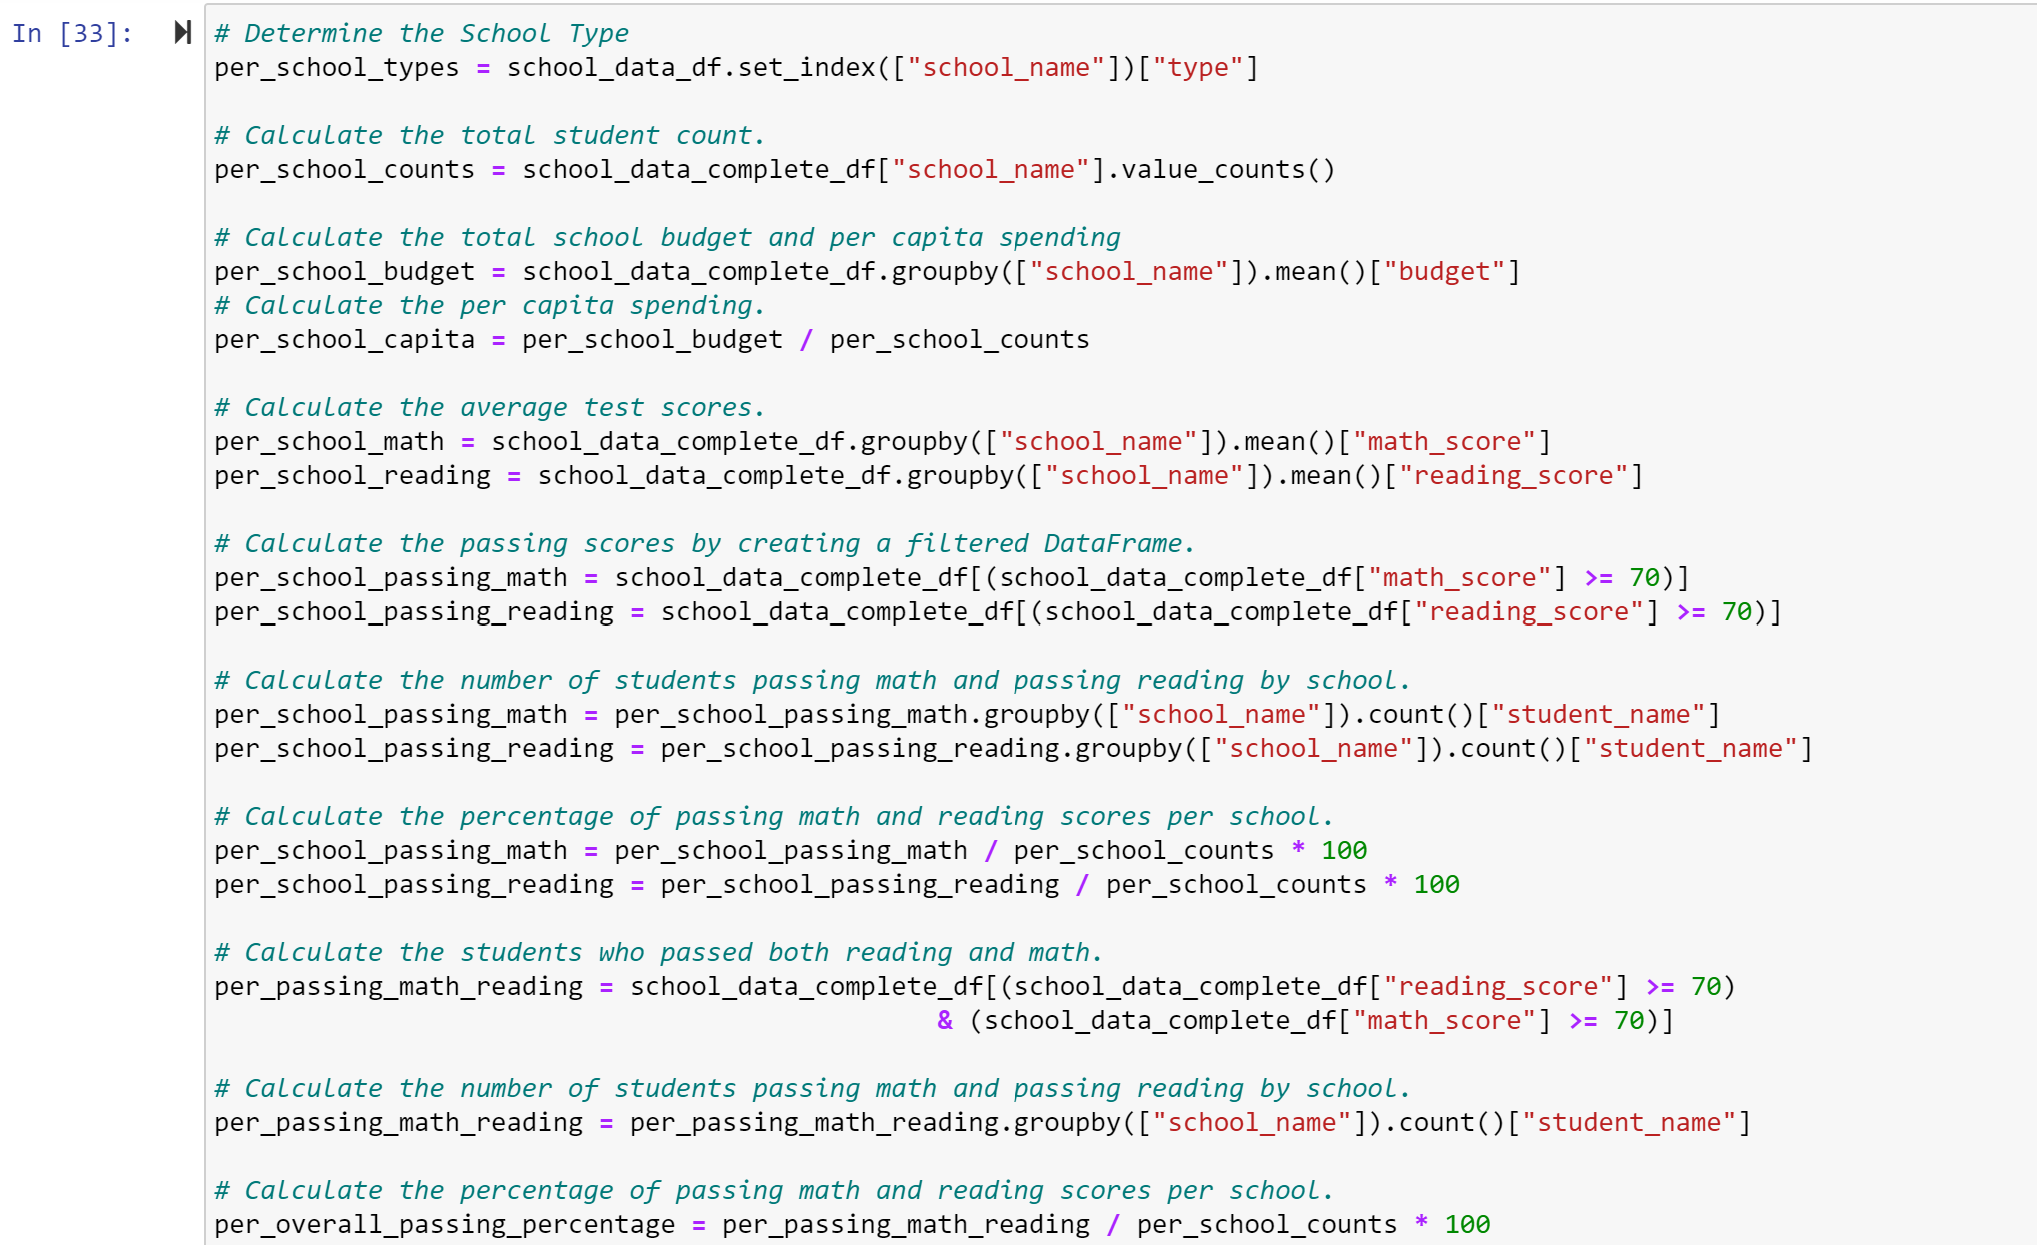 In [33]:
# Determine the School Type
per_school_types = school_data_df.set_index(["school_name"])["type"]
# Calculate the total student count.
per_school_counts = school_data_complete_df["school_name"].value_counts()
# Calculate the total school budget and per capita spending
per_school_budget = school_data_complete_df.groupby(["school_name"]).mean()["budget"]
# Calculate the per capita spending.
per_school_capita = per_school_budget / per_school_counts
# Calculate the average test scores.
per_school_math = school_data_complete_df.groupby(["school_name"]).mean()["math_score"]
per_school_reading = school_data_complete_df.groupby(["school_name"]).mean()["reading_score"]
# Calculate the passing scores by creating a filtered DataFrame.
per_school_passing_math = school_data_complete_df[(school_data_complete_df["math_score"] >= 70)]
per_school_passing_reading = school_data_complete_df[(school_data_complete_df["reading_score"] >= 70)]
# Calculate the number of students passing math and passing reading by school.
per_school_passing_math = per_school_passing_math.groupby(["school_name"]).count()["student_name"]
per_school_passing_reading = per_school_passing_reading.groupby(["school_name"]).count()["student_name"]
# Calculate the percentage of passing math and reading scores per school.
per_school_passing_math = per_school_passing_math / per_school_counts * 100
per_school_passing_reading = per_school_passing_reading / per_school_counts * 100
# Calculate the students who passed both reading and math.
per_passing_math_reading = school_data_complete_df[(school_data_complete_df["reading_score"] >= 70)
& (school_data_complete_df["math_score"] >= 70)]
# Calculate the number of students passing math and passing reading by school.
per_passing_math_reading = per_passing_math_reading.groupby(["school_name"]).count()["student_name"]
# Calculate the percentage of passing math and reading scores per school.
per_overall_passing_percentage = per_passing_math_reading / per_school_counts * 100